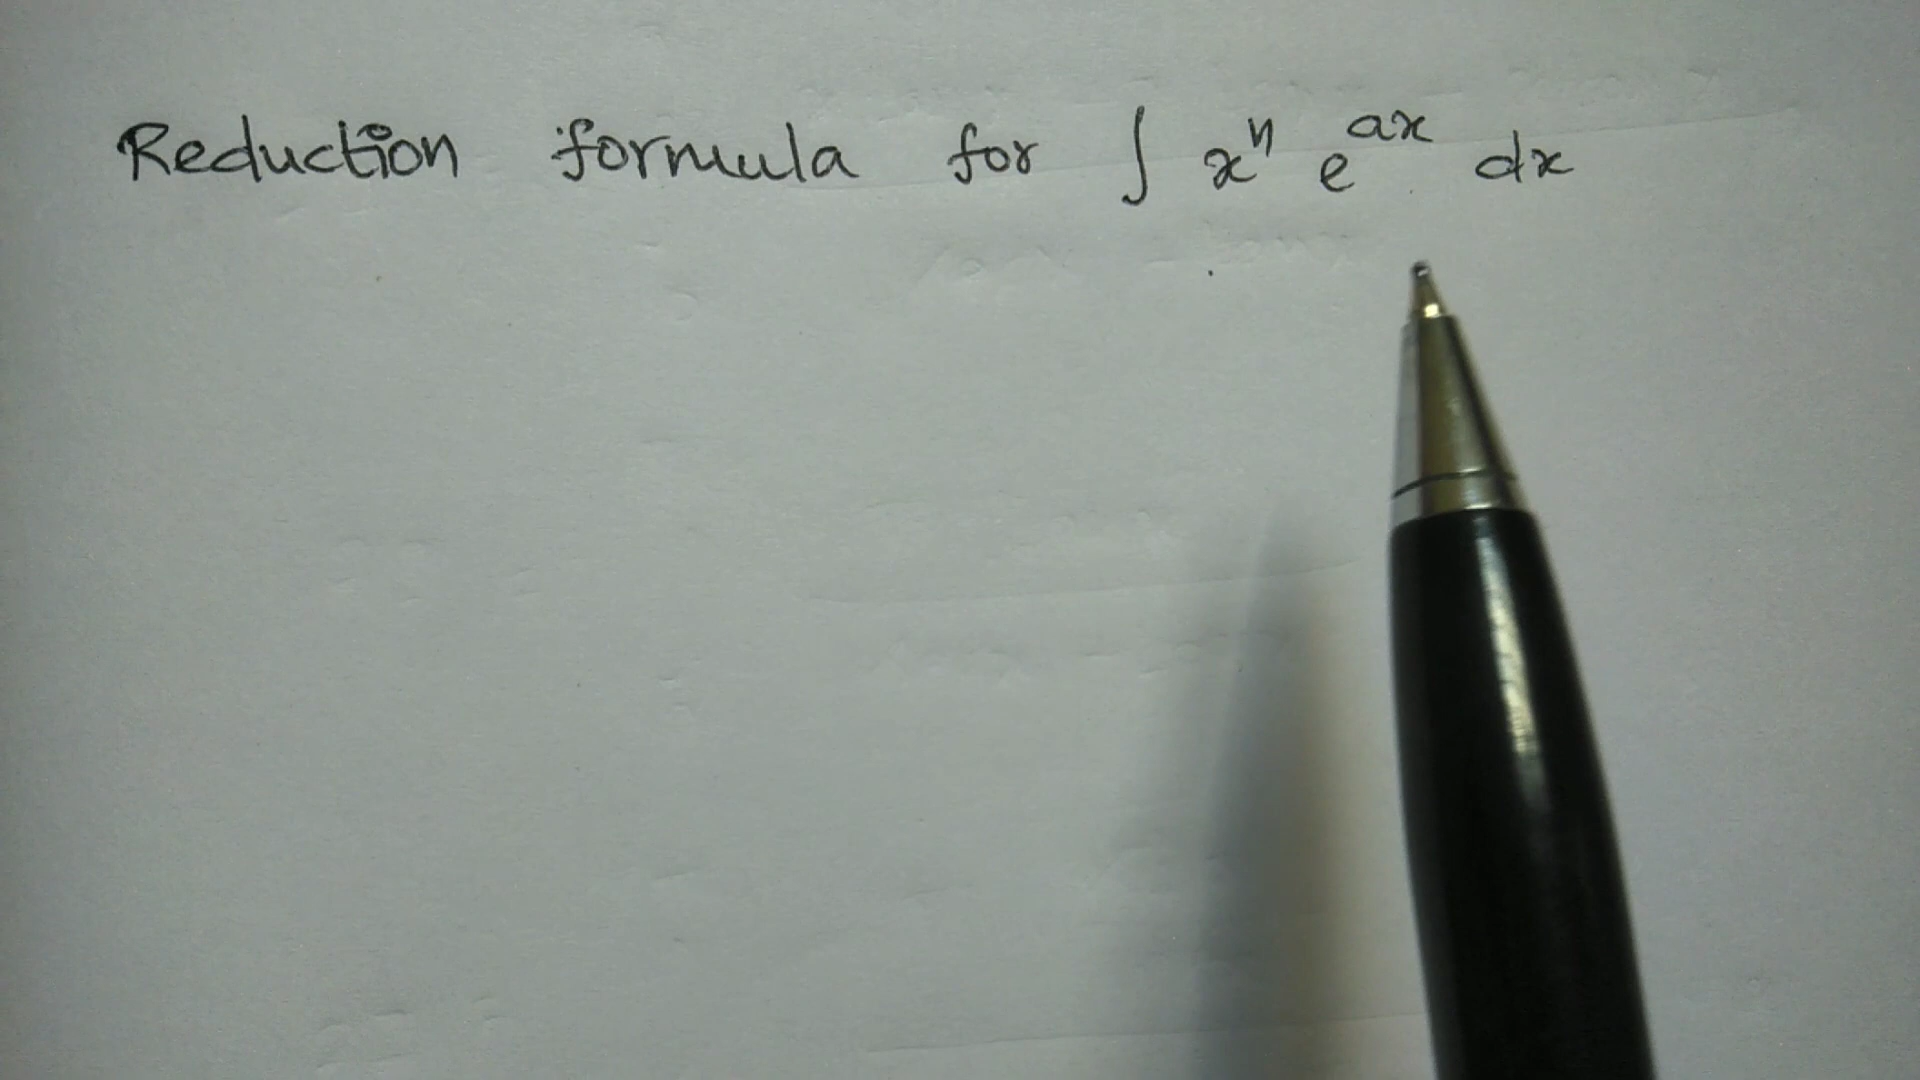 Reduction formula for ∫ xⁿ e^{ax} dx